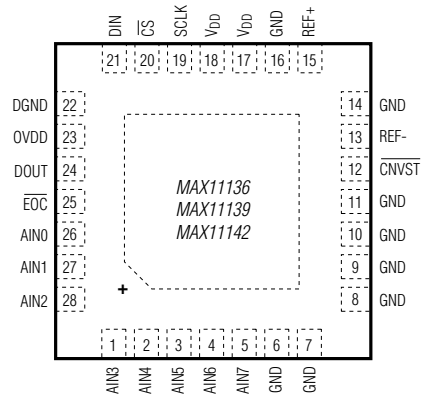 DIN
CS
SCLK
VDD
VDD
GND
REF+
21 20 19 18 17 16 15
DGND 22
OVDD 23
DOUT 24
EOC 25
AIN0 26
AIN1 27
AIN2 28
MAX11136
MAX11139
MAX11142
+
14 GND
13 REF-
12 CNVST
11 GND
10 GND
9 GND
8 GND
1 2 3 4 5 6 7
AIN3
AIN4
AIN5
AIN6
AIN7
GND
GND